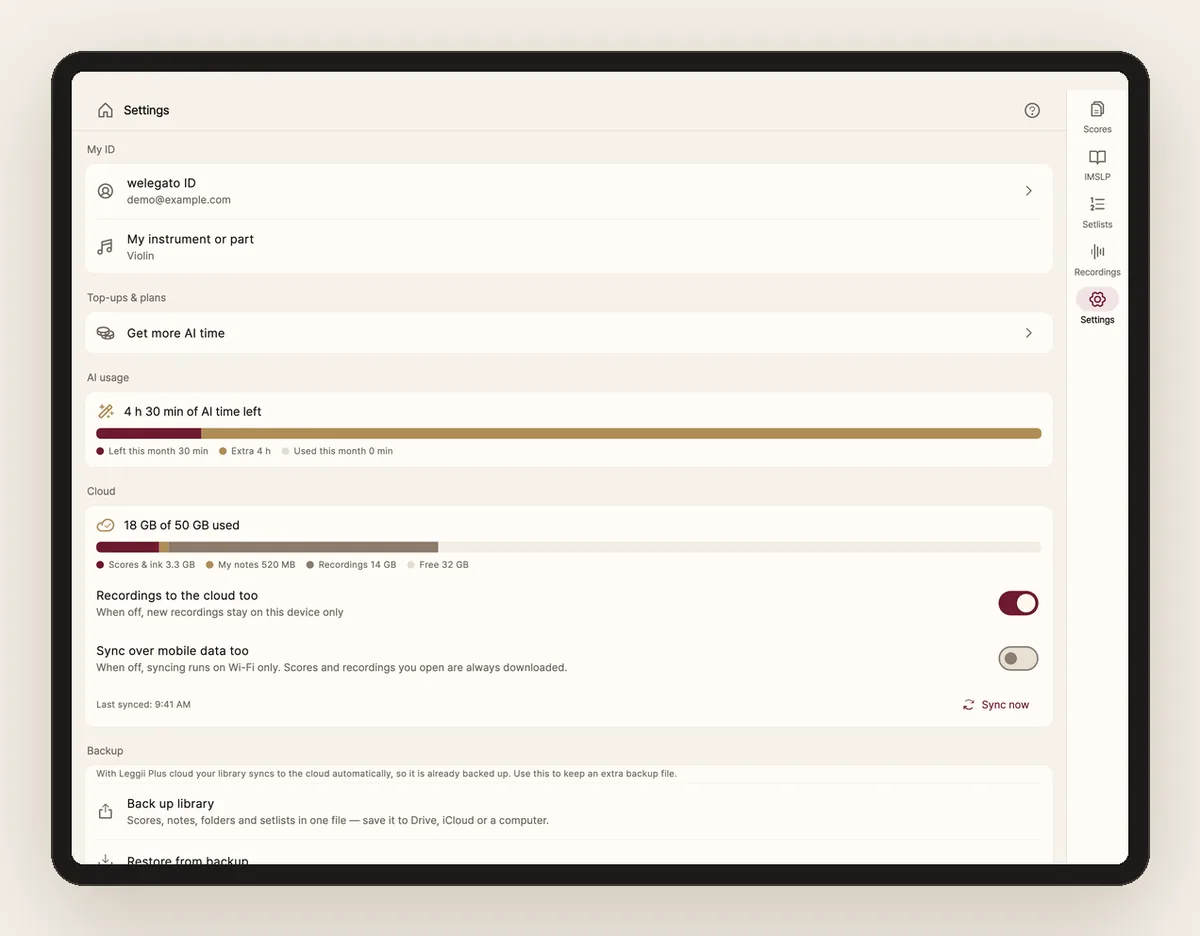 Settings
My ID
welegato ID
demo@example.com
My instrument or part
Violin
Top-ups & plans
Get more AI time
AI usage
4 h 30 min of AI time left
Left this month 30 min Extra 4 h Used this month 0 min
Cloud
18 GB of 50 GB used
Scores & ink 3.3 GB My notes 520 MB Recordings 14 GB Free 32 GB
Recordings to the cloud too
When off, new recordings stay on this device only
Sync over mobile data too
When off, syncing runs on Wi-Fi only. Scores and recordings you open are always downloaded.
Last synced: 9:41 AM
Sync now
Backup
With Leggii Plus cloud your library syncs to the cloud automatically, so it is already backed up. Use this to keep an extra backup file.
Back up library
Scores, notes, folders and setlists in one file — save it to Drive, iCloud or a computer.
Restore from backup
Scores
IMSLP
Setlists
Recordings
Settings